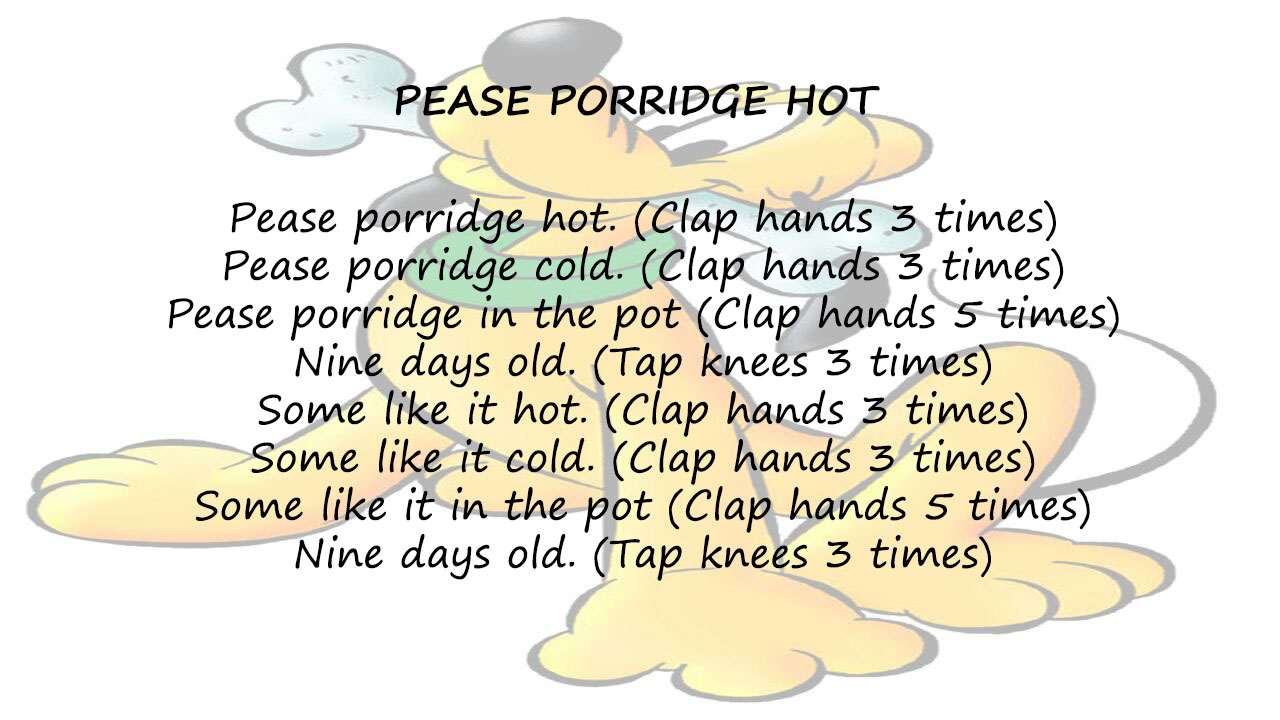 PEASE PORRIDGE HOT
Pease porridge hot. (Clap hands 3 times)
Pease porridge cold. (Clap hands 3 times)
Pease porridge in the pot (Clap hands 5 times)
Nine days old. (Tap knees 3 times)
Some like it hot. (Clap hands 3 times)
Some like it cold. (Clap hands 3 times)
Some like it in the pot (Clap hands 5 times)
Nine days old. (Tap knees 3 times)